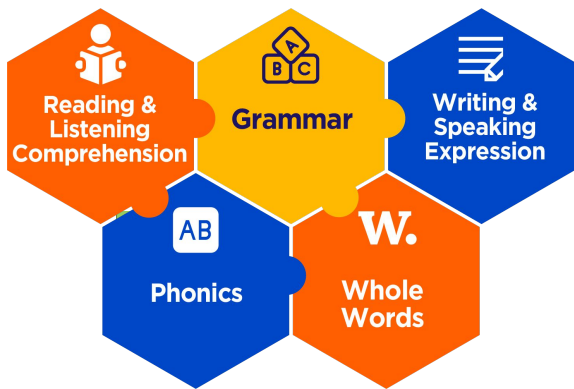 Reading &
Listening
Comprehension
A
B C
Grammar
Writing &
Speaking
Expression
AB
Phonics
W.
Whole
Words